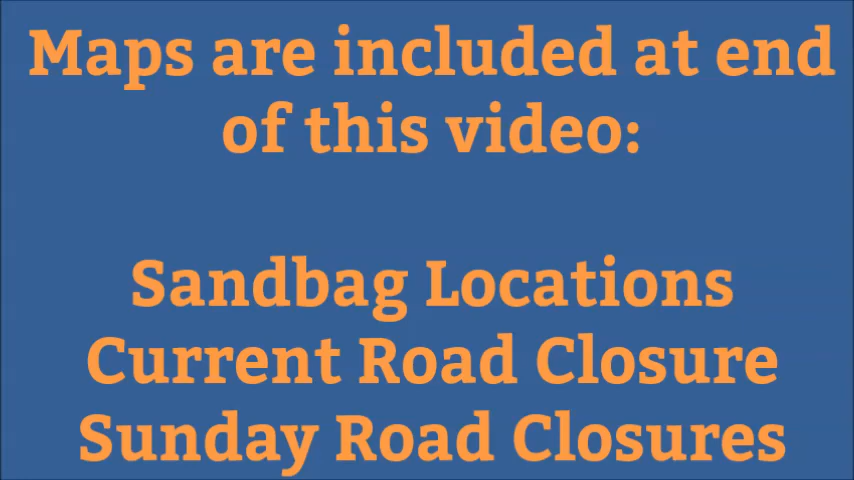 Maps are included at end
of this video:
Sandbag Locations
Current Road Closure
Sunday Road Closures